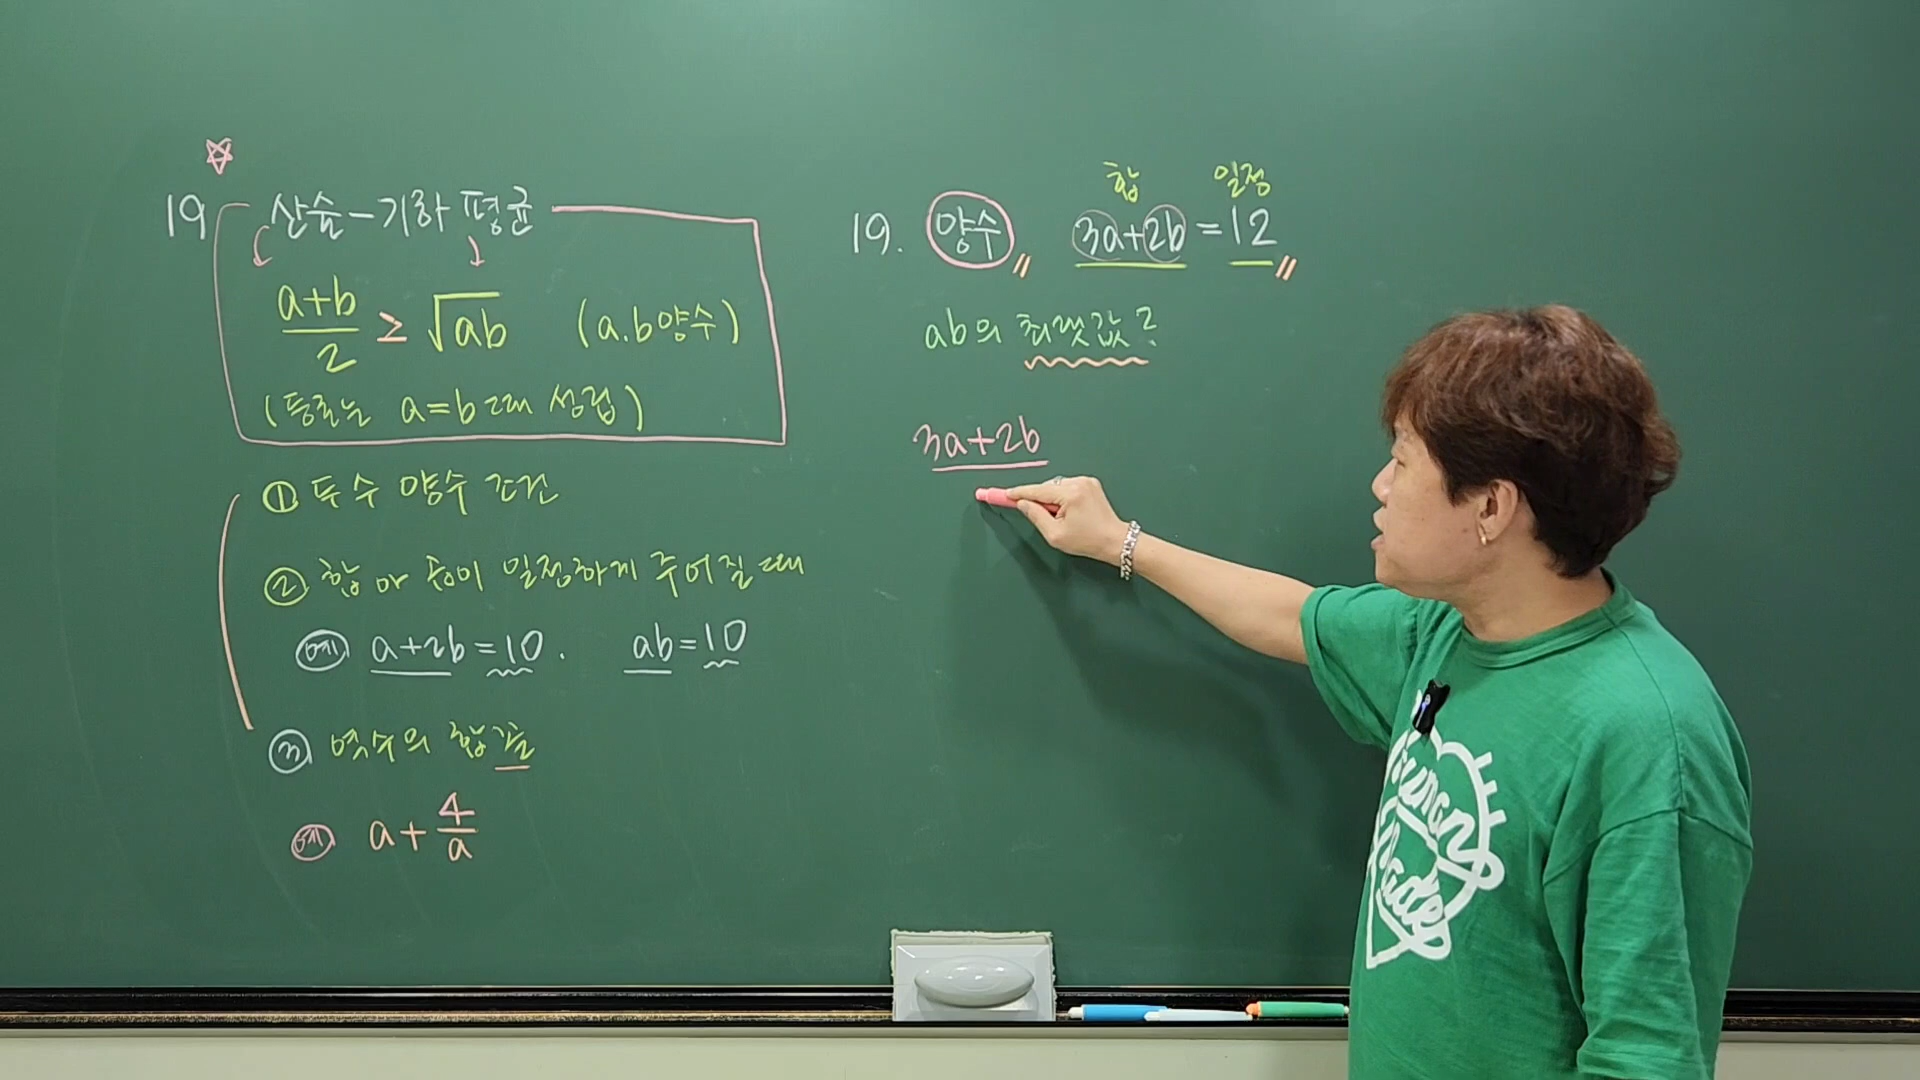 19 산술-기하 평균
a+b/2 ≥ √ab (a.b양수)
(등호는 a=b일때 성립)
① 두 수 양수 조건
② 합 or 곱이 일정하게 주어질 때
예 a+2b=10. ab=10
③ 역수의 합 꼴
예 a+4/a
합 일정
19. 양수 3a+2b=12
ab의 최댓값?
3a+2b
Human
Made